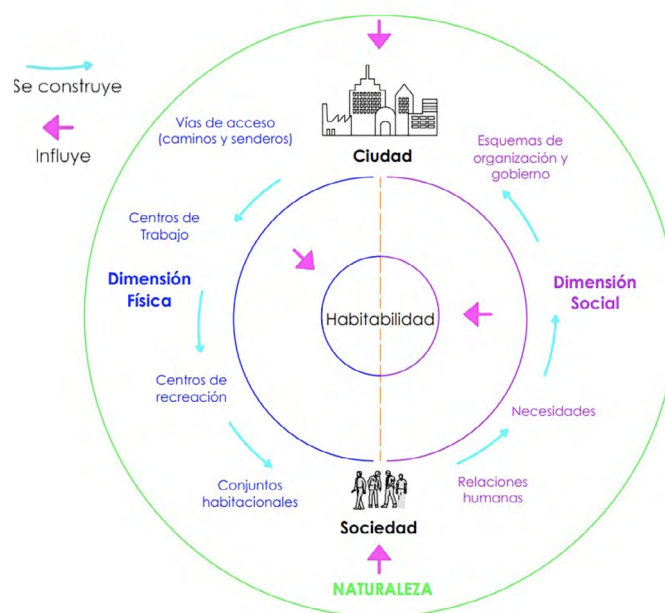 Se construye
Influye
Vías de acceso
(caminos y senderos)
Ciudad
Esquemas de
organización y
gobierno
Centros de
Trabajo
Dimensión
Física
Dimensión
Social
Habitabilidad
Centros de
recreación
Necesidades
Conjuntos
habitacionales
Relaciones
humanas
Sociedad
NATURALEZA